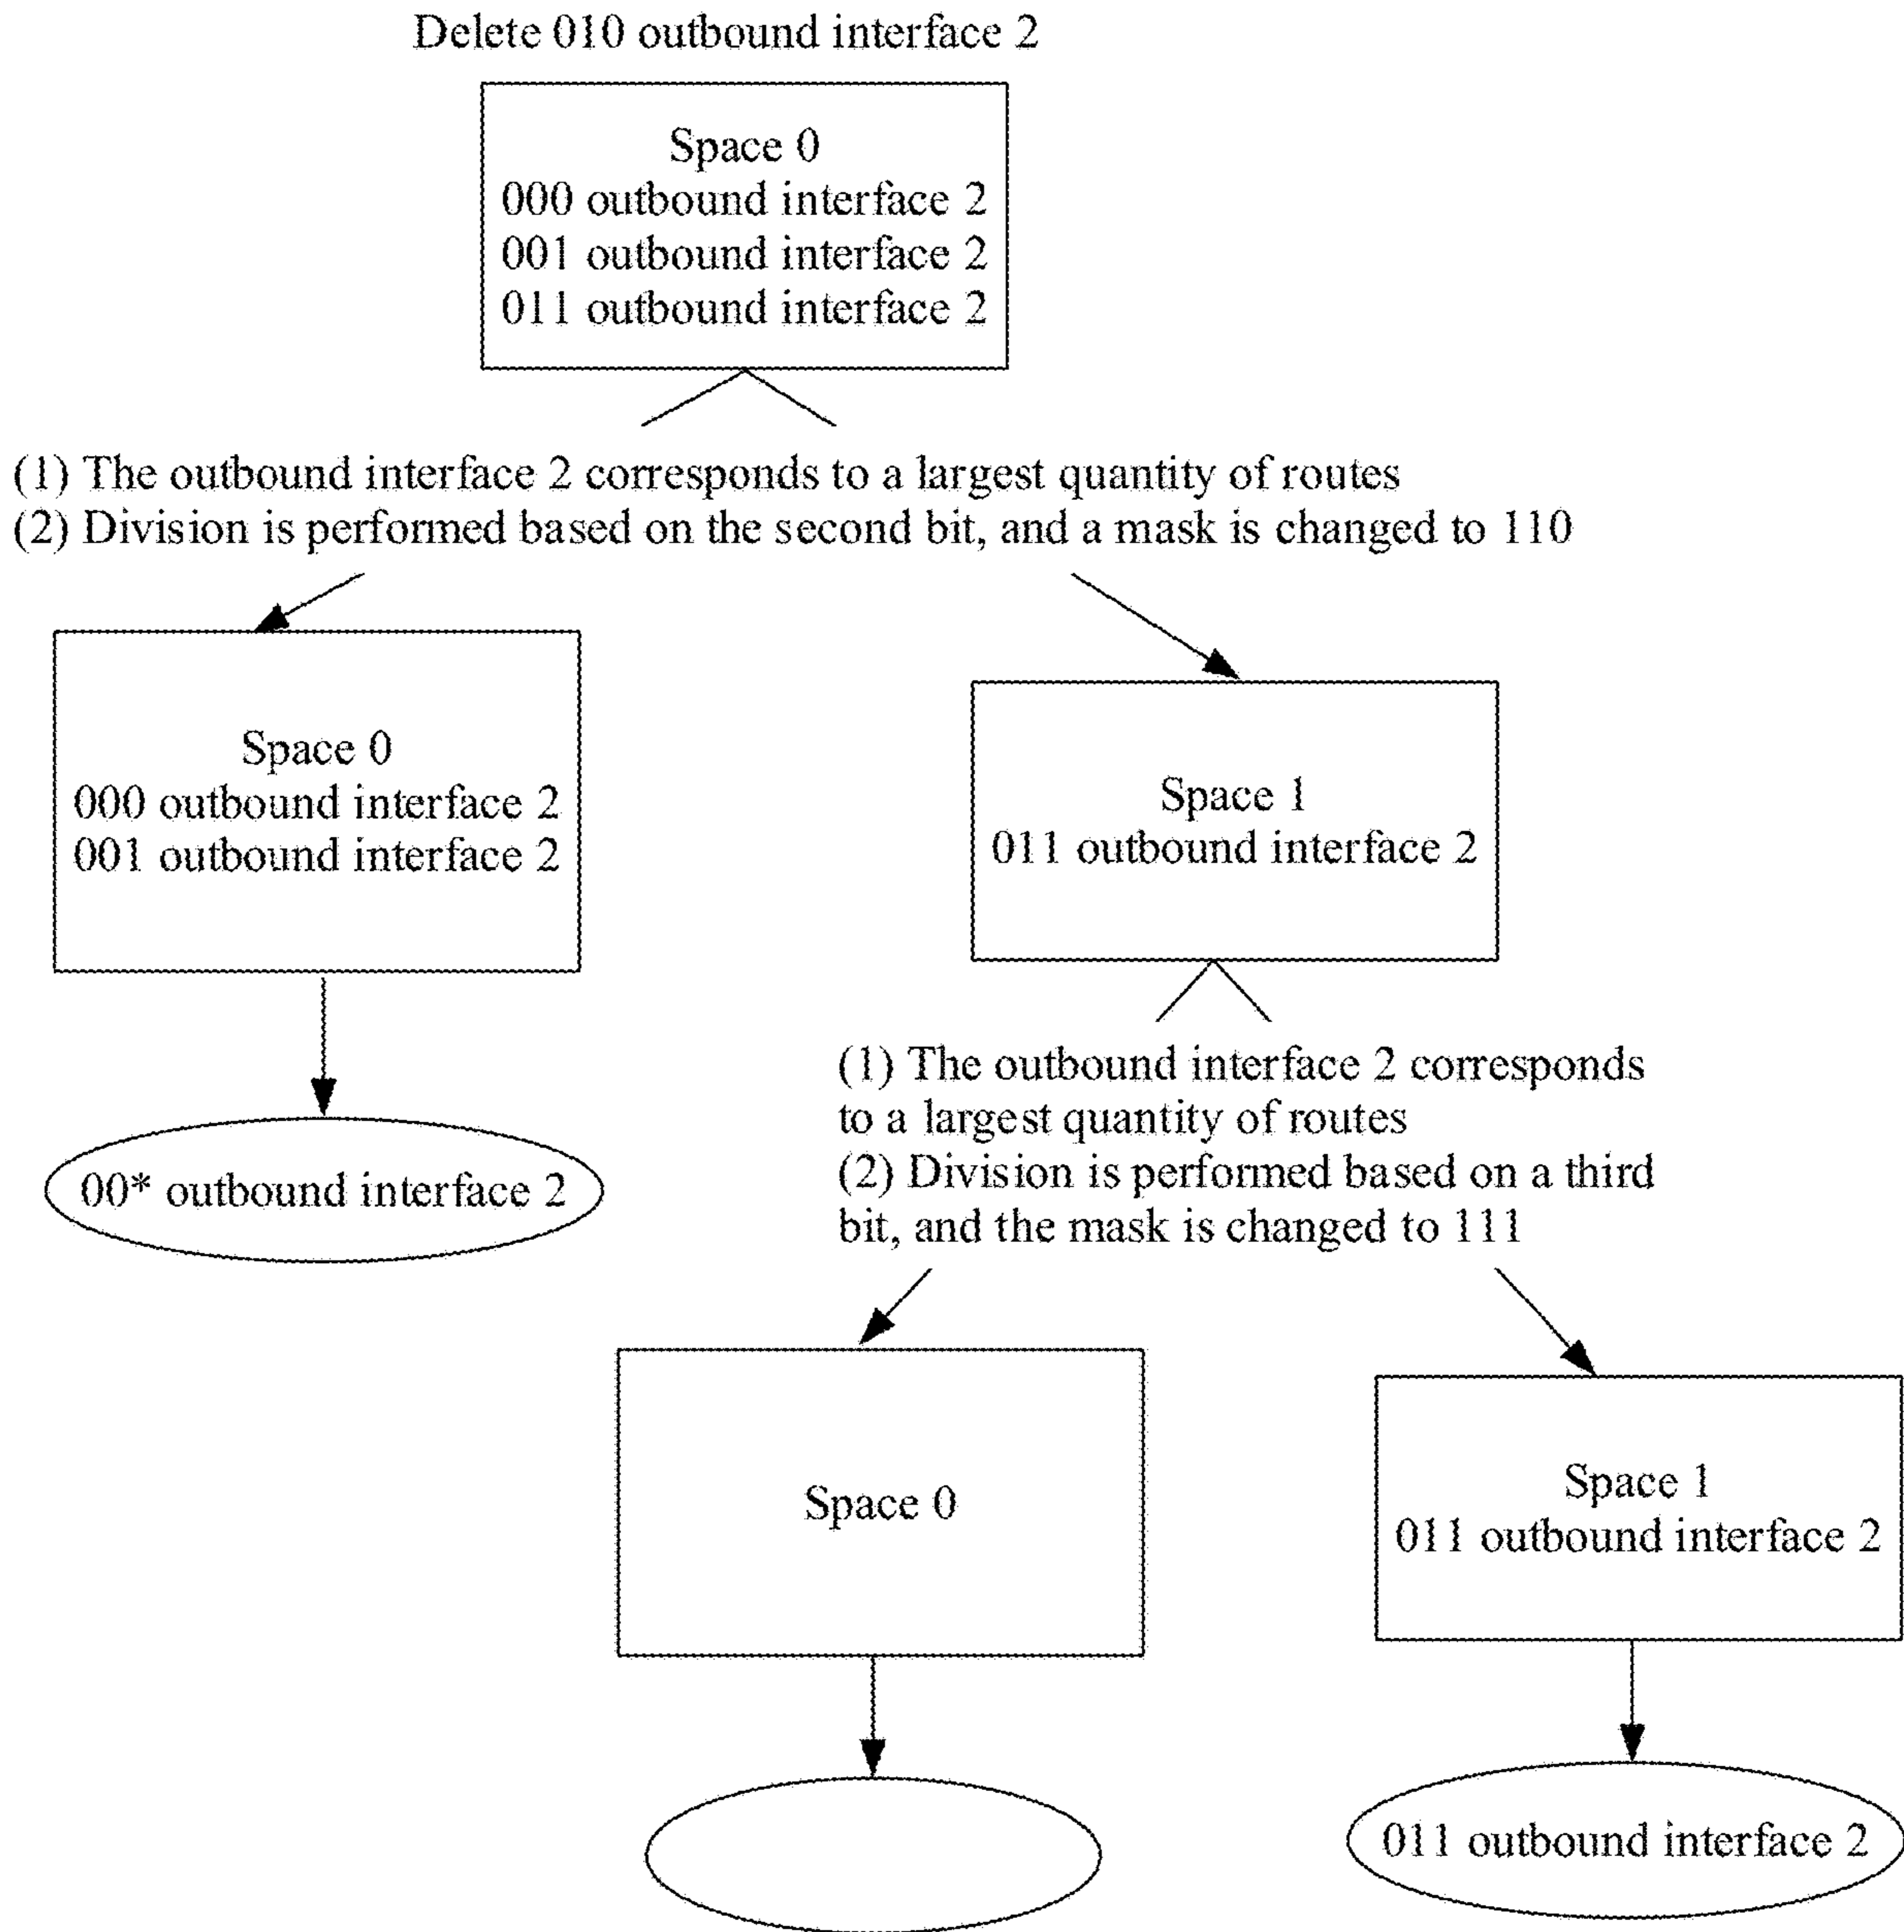 Delete 010 outbound interface 2
Space 0
000 outbound interface 2
001 outbound interface 2
011 outbound interface 2
(1) The outbound interface 2 corresponds to a largest quantity of routes
(2) Division is performed based on the second bit, and a mask is changed to 110
Space 0
000 outbound interface 2
001 outbound interface 2
Space 1
011 outbound interface 2
00* outbound interface 2
(1) The outbound interface 2 corresponds
to a largest quantity of routes
(2) Division is performed based on a third
bit, and the mask is changed to 111
Space 0
Space 1
011 outbound interface 2
011 outbound interface 2